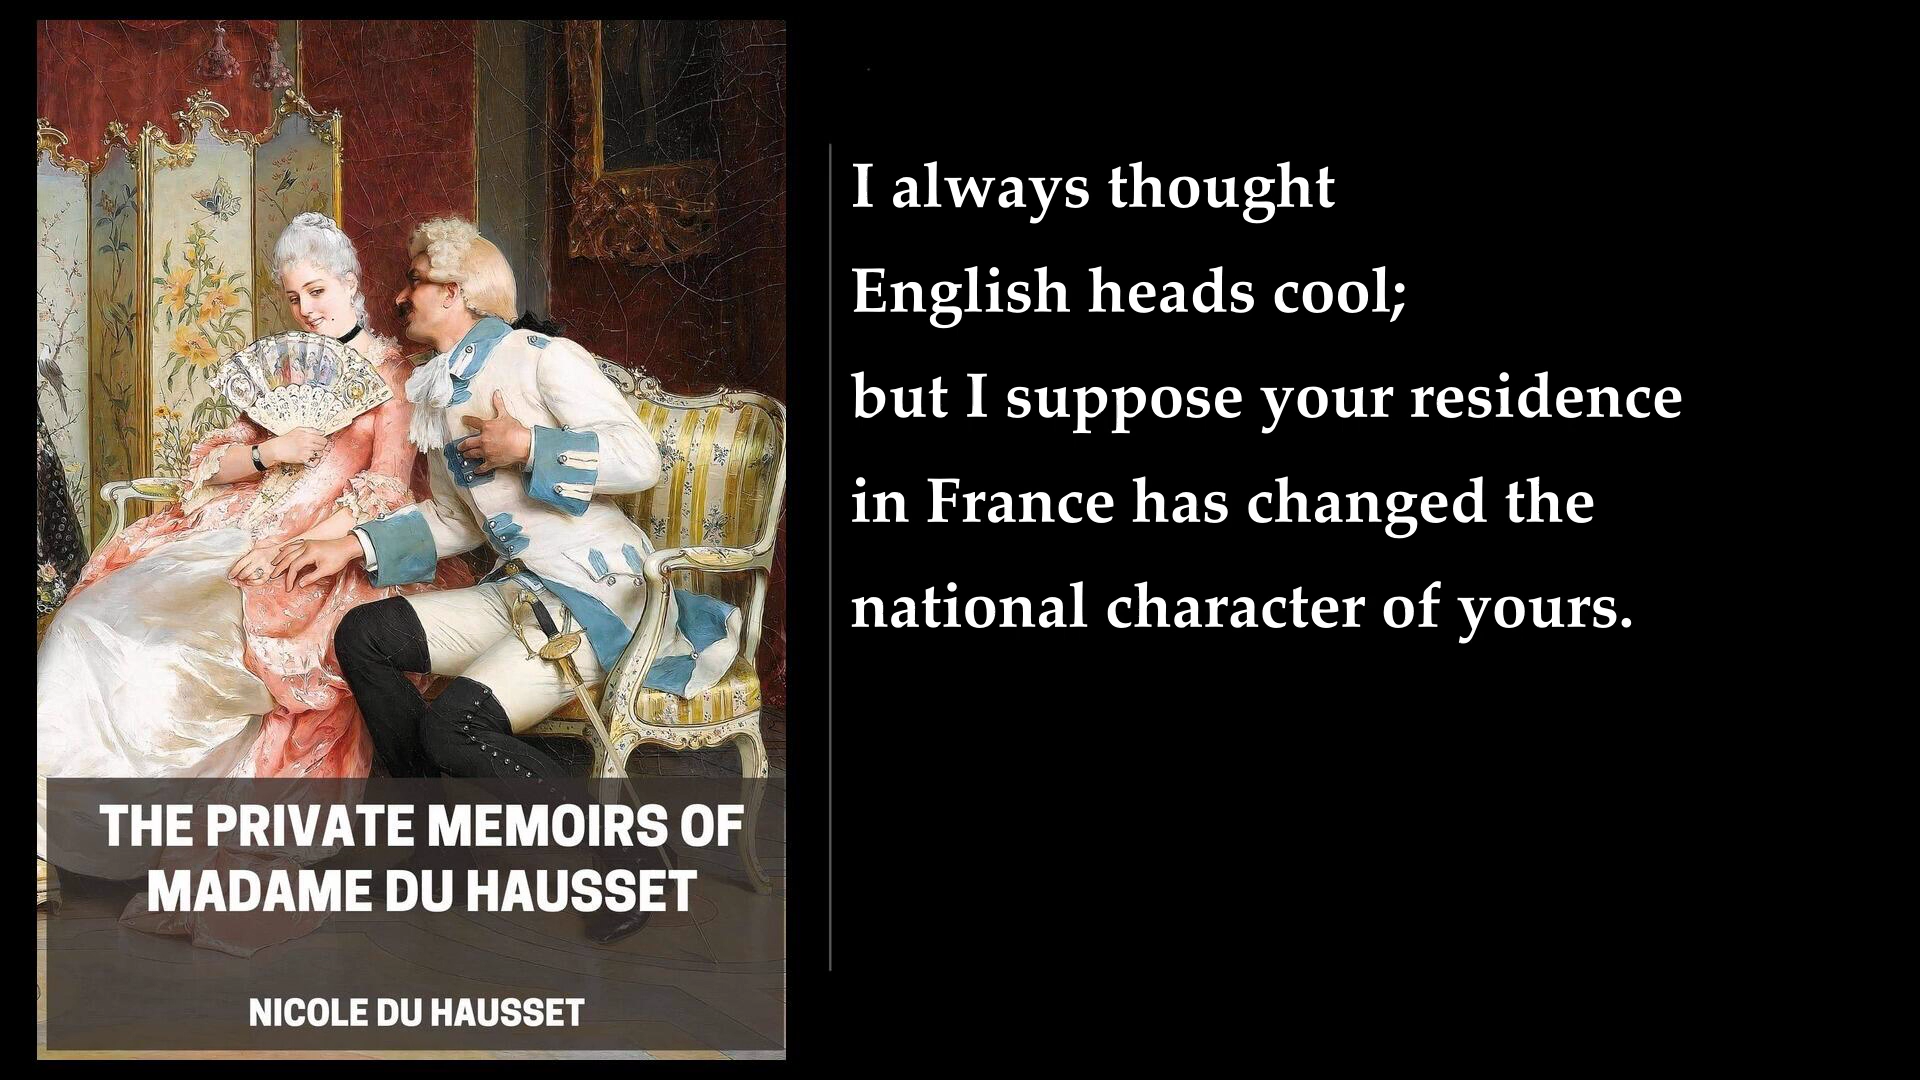 THE PRIVATE MEMOIRS OF
MADAME DU HAUSSET
NICOLE DU HAUSSET
I always thought
English heads cool;
but I suppose your residence
in France has changed the
national character of yours.